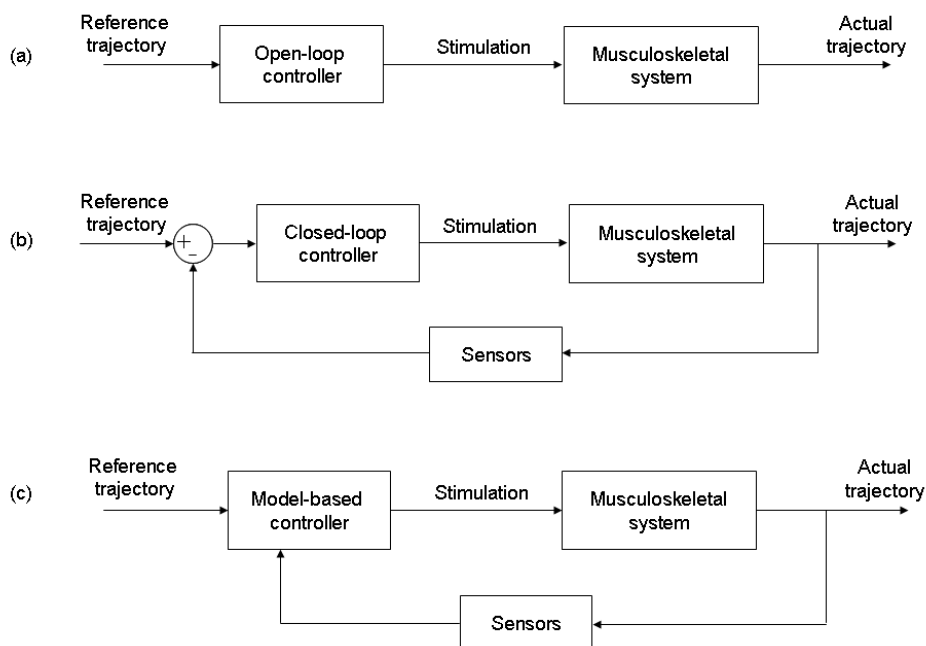 Reference
trajectory
(a)
Open-loop
controller
Stimulation
Musculoskeletal
system
Actual
trajectory
Reference
trajectory
(b)
+
−
Closed-loop
controller
Stimulation
Musculoskeletal
system
Actual
trajectory
Sensors
Reference
trajectory
(c)
Model-based
controller
Stimulation
Musculoskeletal
system
Actual
trajectory
Sensors